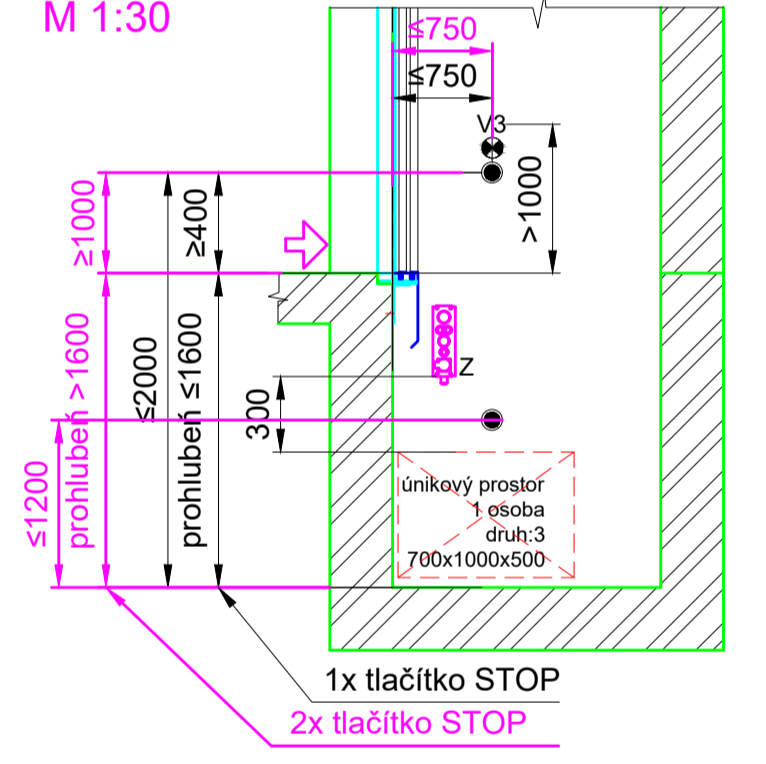 M 1:30
≤750
≤750
V3
≥1000
≥400
>1000
≤2000
prohlubeň >1600
prohlubeň ≤1600
Z
300
≤1200
únikový prostor
1 osoba
druh:3
700x1000x500
1x tlačítko STOP
2x tlačítko STOP